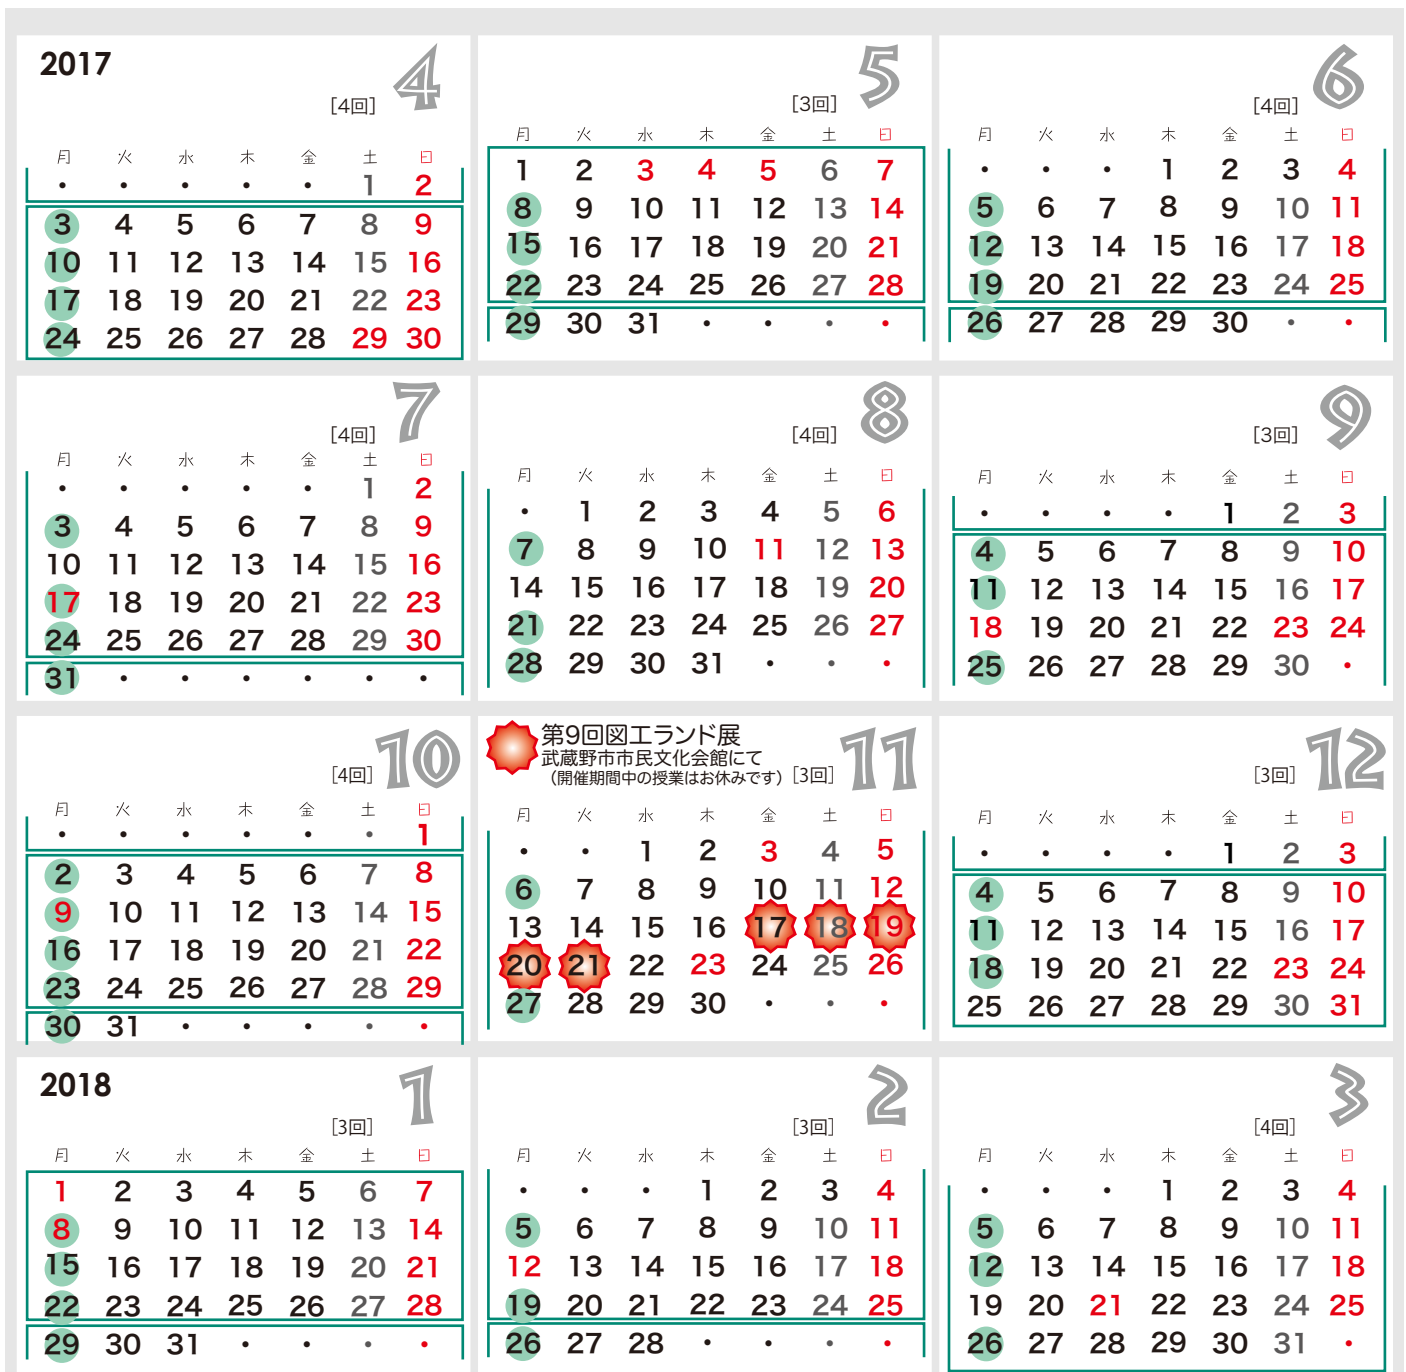 2017
4
[4回]
月 火 水 木 金 土 日
・ ・ ・ ・ ・ 1 2
3 4 5 6 7 8 9
10 11 12 13 14 15 16
17 18 19 20 21 22 23
24 25 26 27 28 29 30
5
[3回]
月 火 水 木 金 土 日
1 2 3 4 5 6 7
8 9 10 11 12 13 14
15 16 17 18 19 20 21
22 23 24 25 26 27 28
29 30 31 ・ ・ ・ ・
6
[4回]
月 火 水 木 金 土 日
・ ・ ・ 1 2 3 4
5 6 7 8 9 10 11
12 13 14 15 16 17 18
19 20 21 22 23 24 25
26 27 28 29 30 ・ ・
7
[4回]
月 火 水 木 金 土 日
・ ・ ・ ・ ・ 1 2
3 4 5 6 7 8 9
10 11 12 13 14 15 16
17 18 19 20 21 22 23
24 25 26 27 28 29 30
31 ・ ・ ・ ・ ・ ・
8
[4回]
月 火 水 木 金 土 日
・ 1 2 3 4 5 6
7 8 9 10 11 12 13
14 15 16 17 18 19 20
21 22 23 24 25 26 27
28 29 30 31 ・ ・ ・
9
[3回]
月 火 水 木 金 土 日
・ ・ ・ ・ 1 2 3
4 5 6 7 8 9 10
11 12 13 14 15 16 17
18 19 20 21 22 23 24
25 26 27 28 29 30 ・
10
[4回]
月 火 水 木 金 土 日
・ ・ ・ ・ ・ ・ 1
2 3 4 5 6 7 8
9 10 11 12 13 14 15
16 17 18 19 20 21 22
23 24 25 26 27 28 29
30 31 ・ ・ ・ ・ ・
第9回図工ランド展
武蔵野市市民文化会館にて
（開催期間中の授業はお休みです）
11
[3回]
月 火 水 木 金 土 日
・ ・ 1 2 3 4 5
6 7 8 9 10 11 12
13 14 15 16 17 18 19
20 21 22 23 24 25 26
27 28 29 30 ・ ・ ・
12
[3回]
月 火 水 木 金 土 日
・ ・ ・ ・ 1 2 3
4 5 6 7 8 9 10
11 12 13 14 15 16 17
18 19 20 21 22 23 24
25 26 27 28 29 30 31
2018
1
[3回]
月 火 水 木 金 土 日
1 2 3 4 5 6 7
8 9 10 11 12 13 14
15 16 17 18 19 20 21
22 23 24 25 26 27 28
29 30 31 ・ ・ ・ ・
2
[3回]
月 火 水 木 金 土 日
・ ・ ・ 1 2 3 4
5 6 7 8 9 10 11
12 13 14 15 16 17 18
19 20 21 22 23 24 25
26 27 28 ・ ・ ・ ・
3
[4回]
月 火 水 木 金 土 日
・ ・ ・ 1 2 3 4
5 6 7 8 9 10 11
12 13 14 15 16 17 18
19 20 21 22 23 24 25
26 27 28 29 30 31 ・